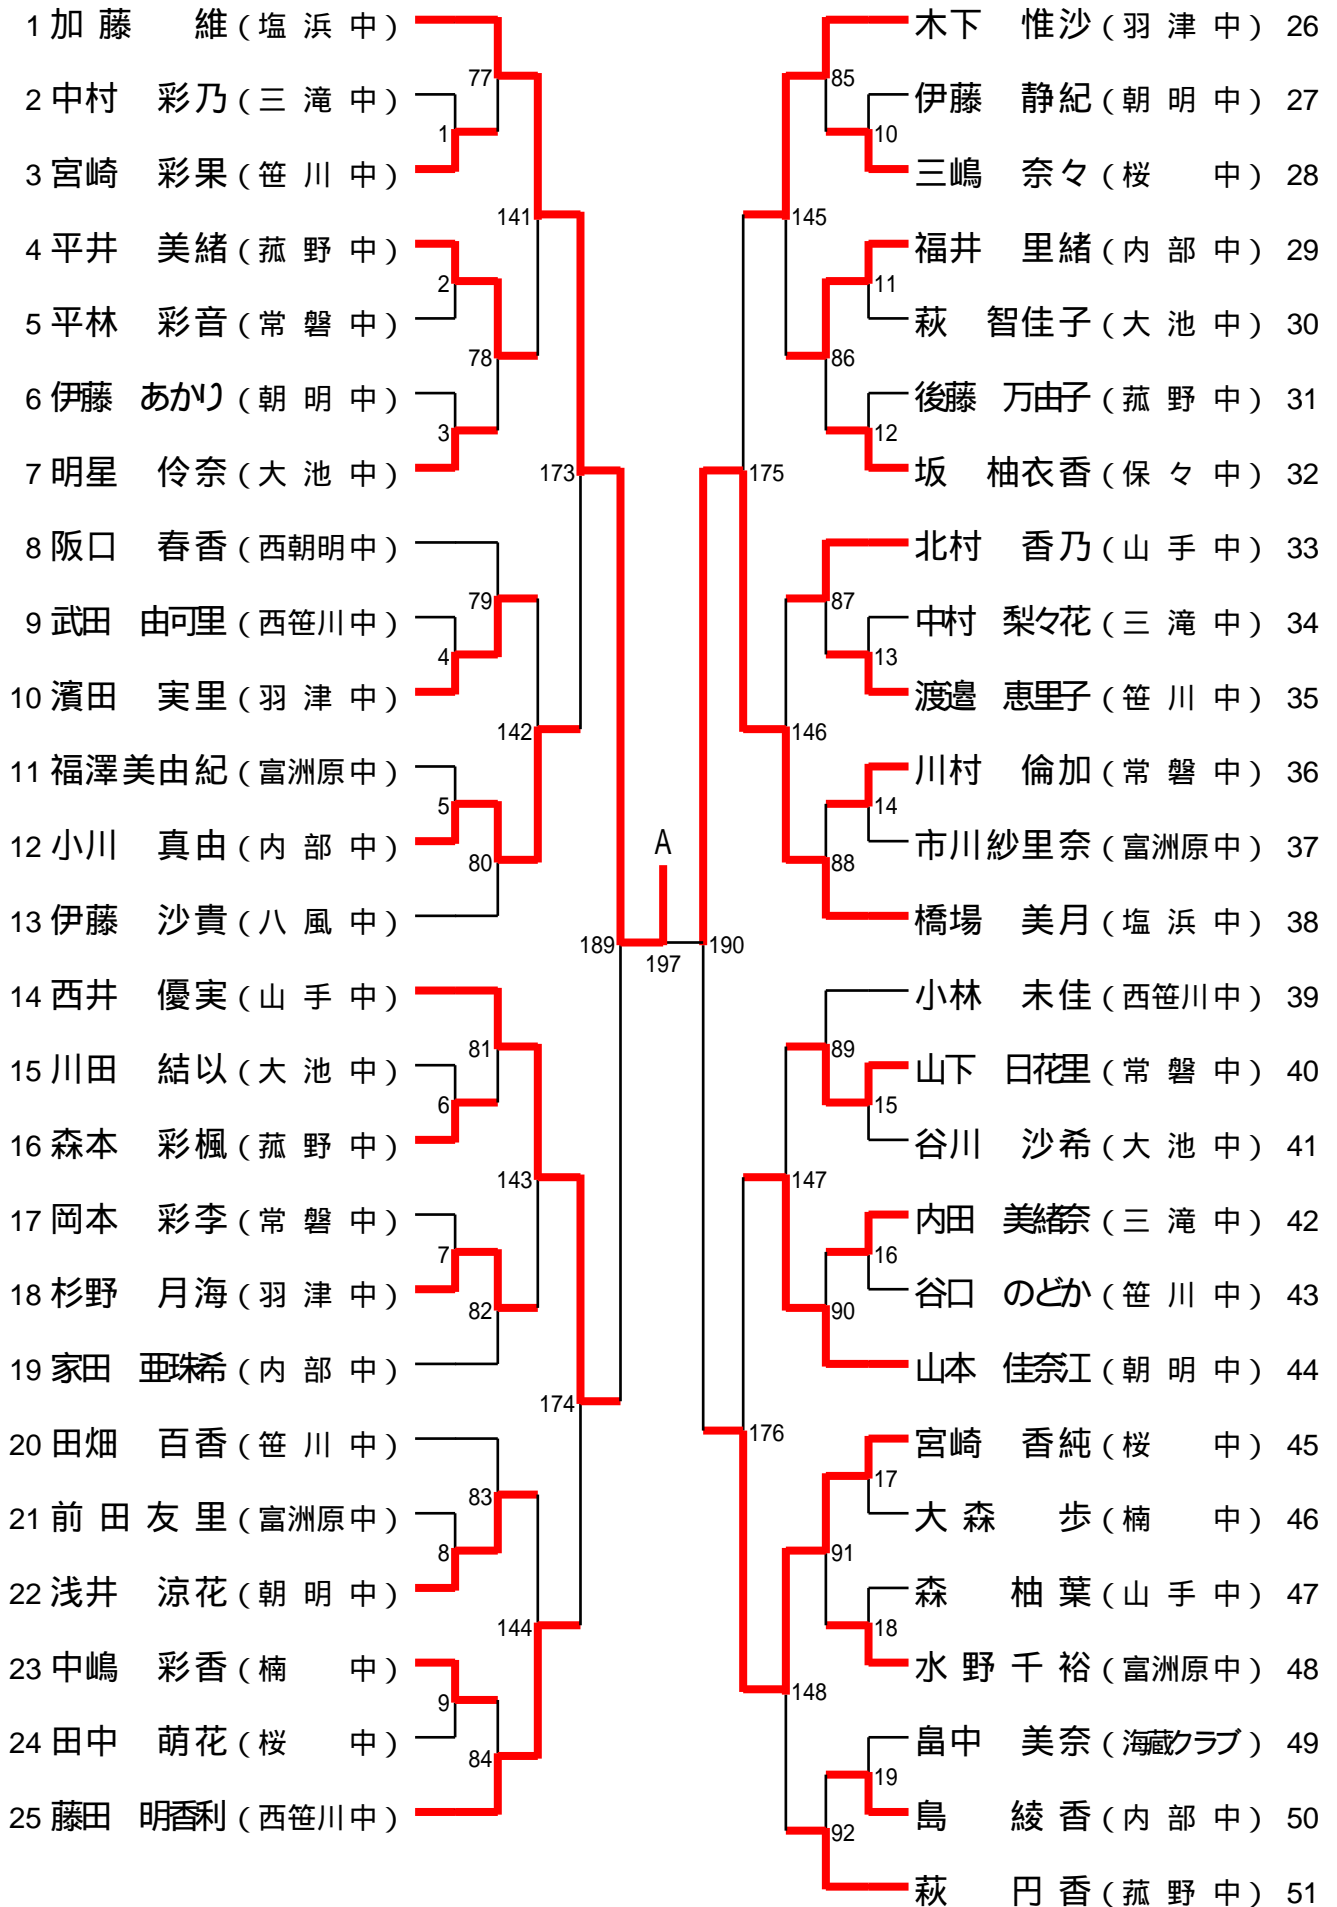 1 加藤 維 (塩浜中)
2 中村 彩乃 (三滝中)
3 宮崎 彩果 (笹川中)
4 平井 美緒 (菰野中)
5 平林 彩音 (常磐中)
6 伊藤 あかり (朝明中)
7 明星 伶奈 (大池中)
8 阪口 春香 (西朝明中)
9 武田 由可里 (西笹川中)
10 濱田 実里 (羽津中)
11 福澤美由紀 (富洲原中)
12 小川 真由 (内部中)
13 伊藤 沙貴 (八風中)
14 西井 優実 (山手中)
15 川田 結以 (大池中)
16 森本 彩楓 (菰野中)
17 岡本 彩李 (常磐中)
18 杉野 月海 (羽津中)
19 家田 亜珠希 (内部中)
20 田畑 百香 (笹川中)
21 前田友里 (富洲原中)
22 浅井 涼花 (朝明中)
23 中嶋 彩香 (楠 中)
24 田中 萌花 (桜 中)
25 藤田 明香利 (西笹川中)
77
1
141
2
78
3
173
79
4
142
5
80
189
81
6
143
7
82
174
83
8
144
9
84
A
197
190
85
10
145
11
86
12
175
87
13
146
14
88
89
15
147
16
90
176
17
91
18
148
19
92
木下 惟沙 (羽津中) 26
伊藤 静紀 (朝明中) 27
三嶋 奈々 (桜 中) 28
福井 里緒 (内部中) 29
萩 智佳子 (大池中) 30
後藤 万由子 (菰野中) 31
坂 柚衣香 (保々中) 32
北村 香乃 (山手中) 33
中村 梨々花 (三滝中) 34
渡邉 恵里子 (笹川中) 35
川村 倫加 (常磐中) 36
市川紗里奈 (富洲原中) 37
橋場 美月 (塩浜中) 38
小林 未佳 (西笹川中) 39
山下 日花里 (常磐中) 40
谷川 沙希 (大池中) 41
内田 美緒奈 (三滝中) 42
谷口 のどか (笹川中) 43
山本 佳奈江 (朝明中) 44
宮崎 香純 (桜 中) 45
大森 歩 (楠 中) 46
森 柚葉 (山手中) 47
水野千裕 (富洲原中) 48
畠中 美奈 (海蔵クラブ) 49
島 綾香 (内部中) 50
萩 円香 (菰野中) 51